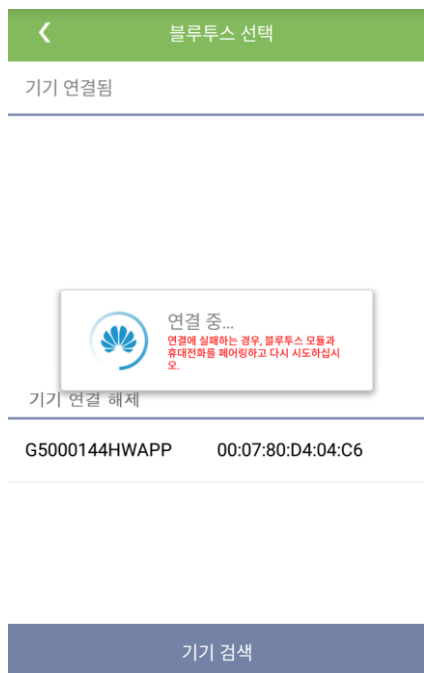 블루투스 선택
기기 연결됨
연결 중...
연결에 실패하는 경우, 블루투스 모듈과
휴대전화를 페어링하고 다시 시도하십시
오.
기기 연결 해제
G5000144HWAPP 00:07:80:D4:04:C6
기기 검색